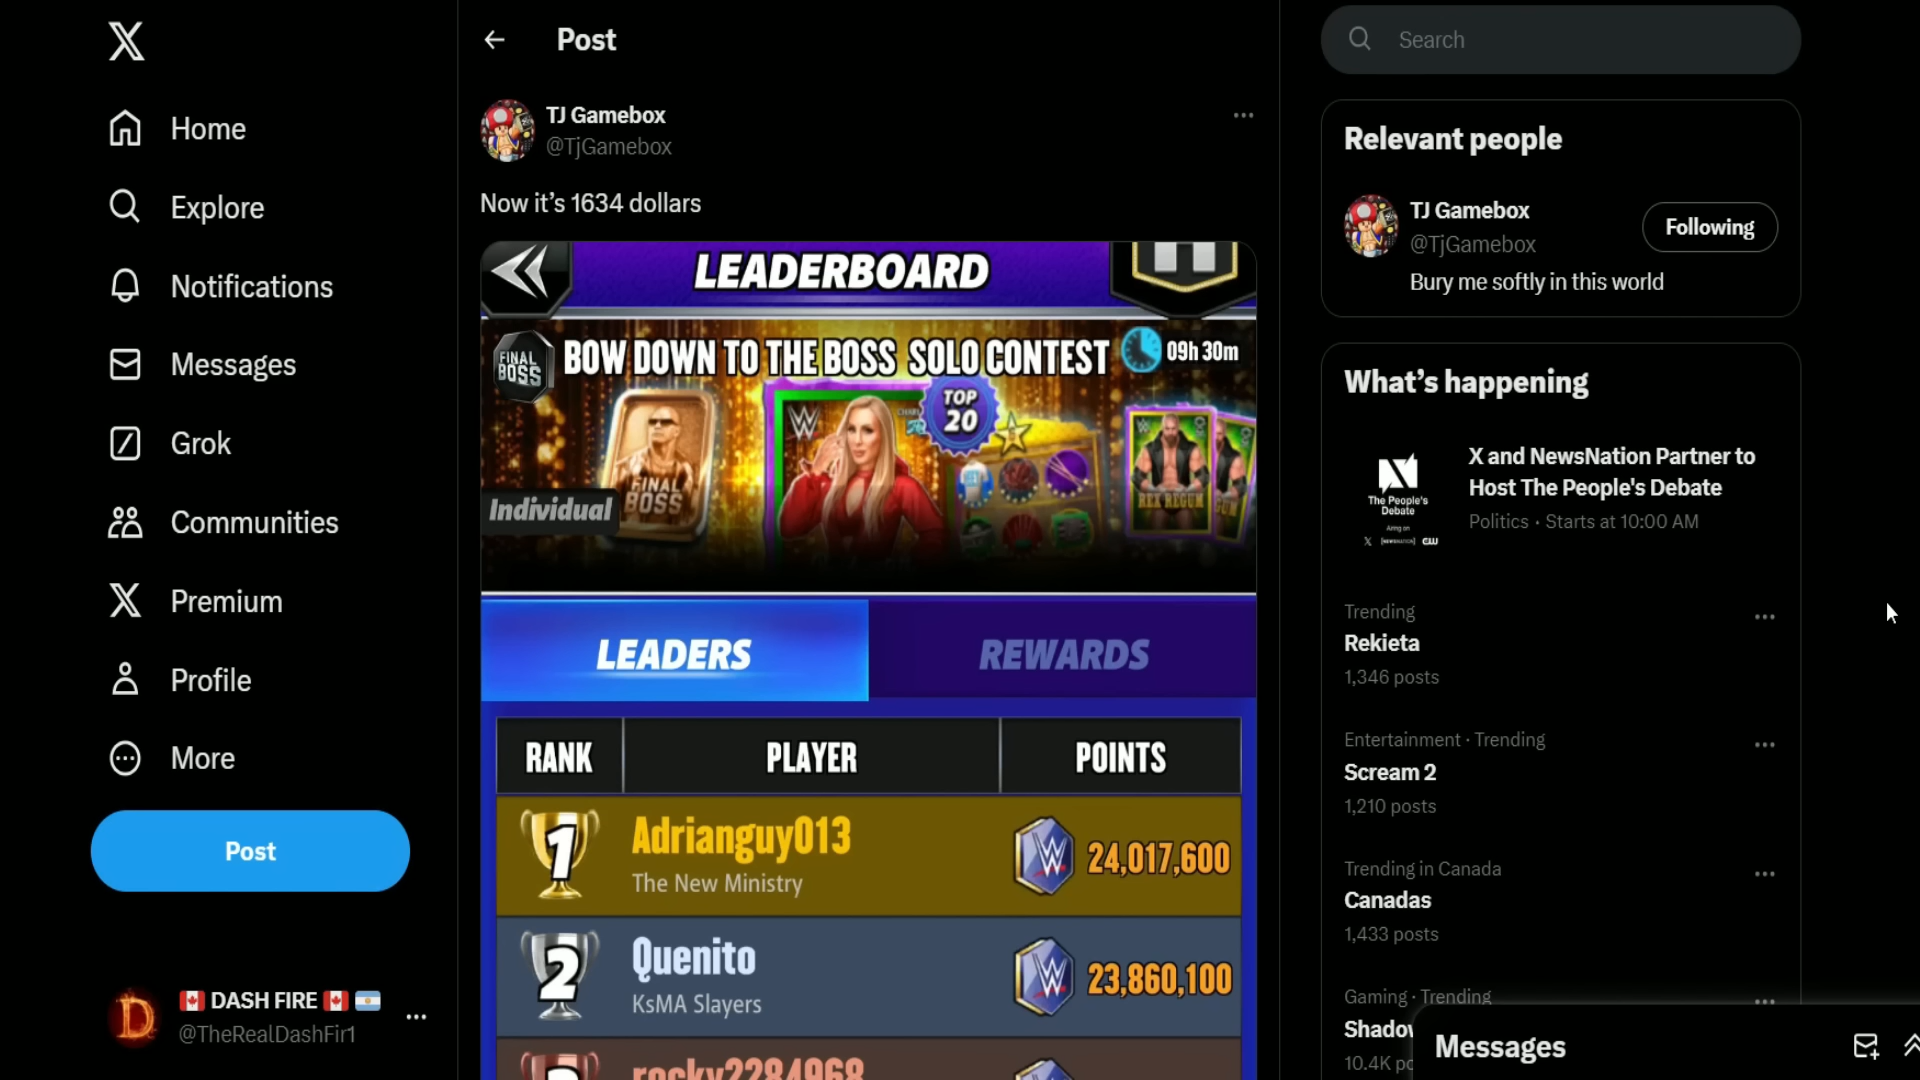 Home
Explore
Notifications
Messages
Grok
Communities
Premium
Profile
More
Post
DASH FIRE
@TheRealDashFir1
Post
TJ Gamebox
@TjGamebox
Now it’s 1634 dollars
LEADERBOARD
FINAL BOSS
BOW DOWN TO THE BOSS SOLO CONTEST
09h 30m
TOP
20
FINAL
BOSS
REX REGUM
Individual
LEADERS
REWARDS
RANK
PLAYER
POINTS
1
Adrianguy013
The New Ministry
24,017,600
2
Quenito
KsMA Slayers
23,860,100
rocky2284968
Search
Relevant people
TJ Gamebox
@TjGamebox
Following
Bury me softly in this world
What’s happening
The People's
Debate
X and NewsNation Partner to
Host The People's Debate
Politics · Starts at 10:00 AM
Trending
Rekieta
1,346 posts
Entertainment · Trending
Scream 2
1,210 posts
Trending in Canada
Canadas
1,433 posts
Gaming · Trending
Messages